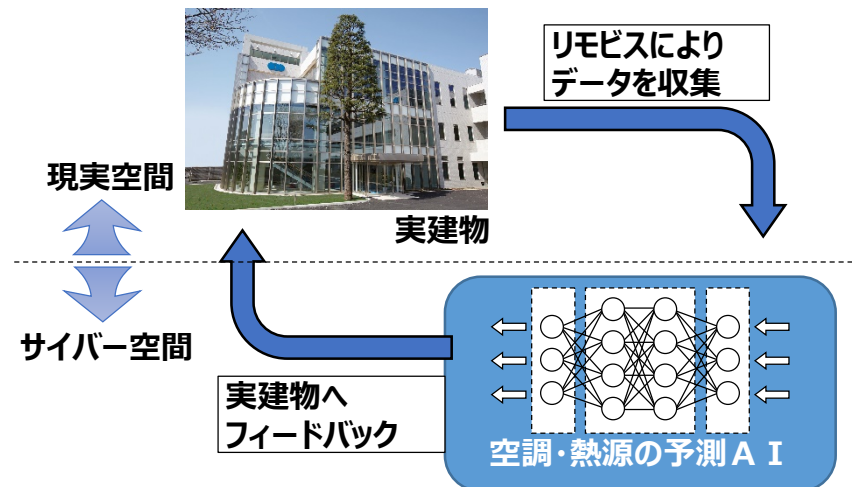 リモビスにより
データを収集
現実空間
実建物
サイバー空間
実建物へ
フィードバック
空調・熱源の予測ＡＩ